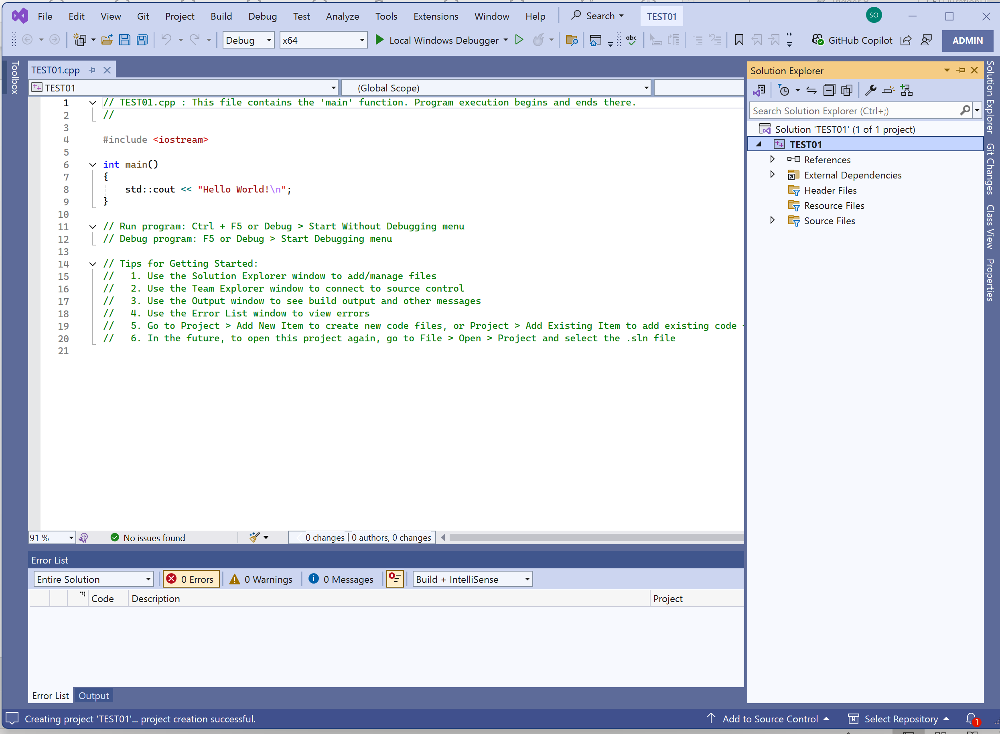 File Edit View Git Project Build Debug Test Analyze Tools Extensions Window Help Search TEST01 SO
Debug x64 Local Windows Debugger abc GitHub Copilot ADMIN
Toolbox
TEST01.cpp
TEST01 (Global Scope)
1 // TEST01.cpp : This file contains the 'main' function. Program execution begins and ends there.
2 //
3
4 #include <iostream>
5
6 int main()
7 {
8 std::cout << "Hello World!\n";
9 }
10
11 // Run program: Ctrl + F5 or Debug > Start Without Debugging menu
12 // Debug program: F5 or Debug > Start Debugging menu
13
14 // Tips for Getting Started:
15 //   1. Use the Solution Explorer window to add/manage files
16 //   2. Use the Team Explorer window to connect to source control
17 //   3. Use the Output window to see build output and other messages
18 //   4. Use the Error List window to view errors
19 //   5. Go to Project > Add New Item to create new code files, or Project > Add Existing Item to add existing code
20 //   6. In the future, to open this project again, go to File > Open > Project and select the .sln file
21
91 % No issues found 0 changes | 0 authors, 0 changes
Error List
Entire Solution 0 Errors 0 Warnings 0 Messages Build + IntelliSense
Code Description Project
Error List Output
Solution Explorer
Search Solution Explorer (Ctrl+;)
Solution 'TEST01' (1 of 1 project)
TEST01
References
External Dependencies
Header Files
Resource Files
Source Files
Solution Explorer
Git Changes
Class View
Properties
Creating project 'TEST01'... project creation successful. Add to Source Control Select Repository 1